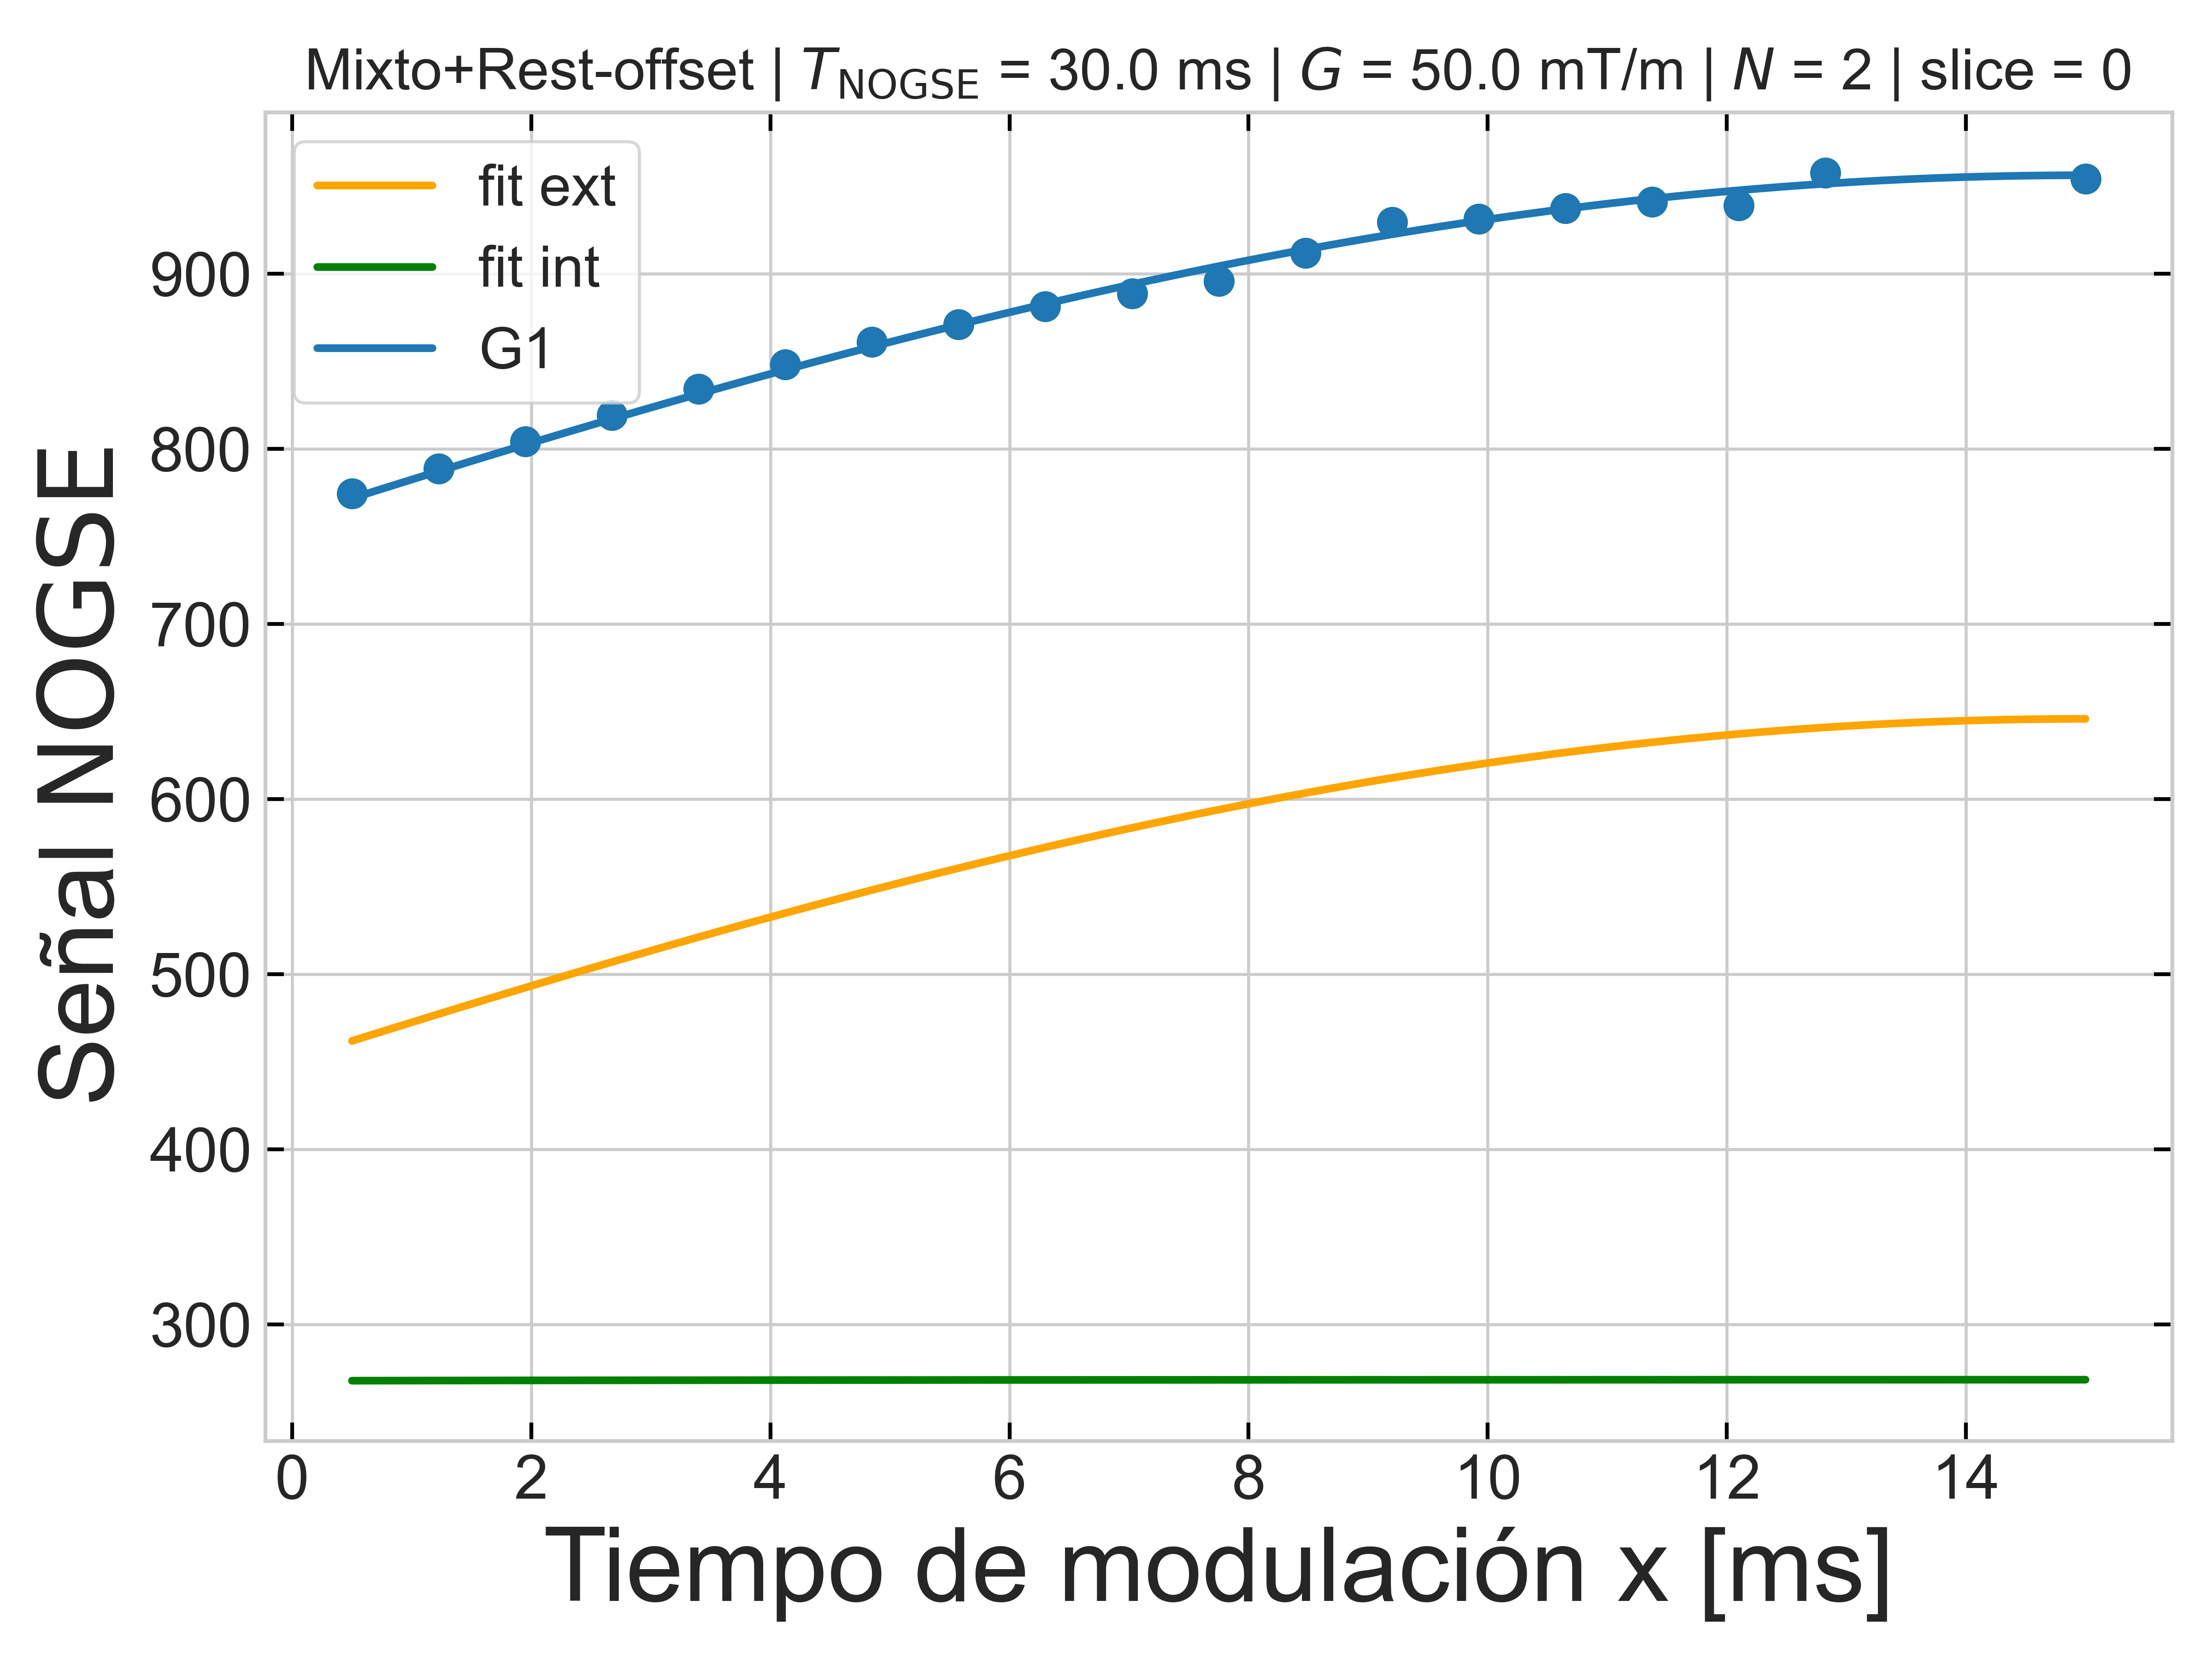 Mixto+Rest-offset | T_NOGSE = 30.0 ms | G = 50.0 mT/m | N = 2 | slice = 0
fit ext
fit int
G1
Señal NOGSE
900
800
700
600
500
400
300
0 2 4 6 8 10 12 14
Tiempo de modulación x [ms]